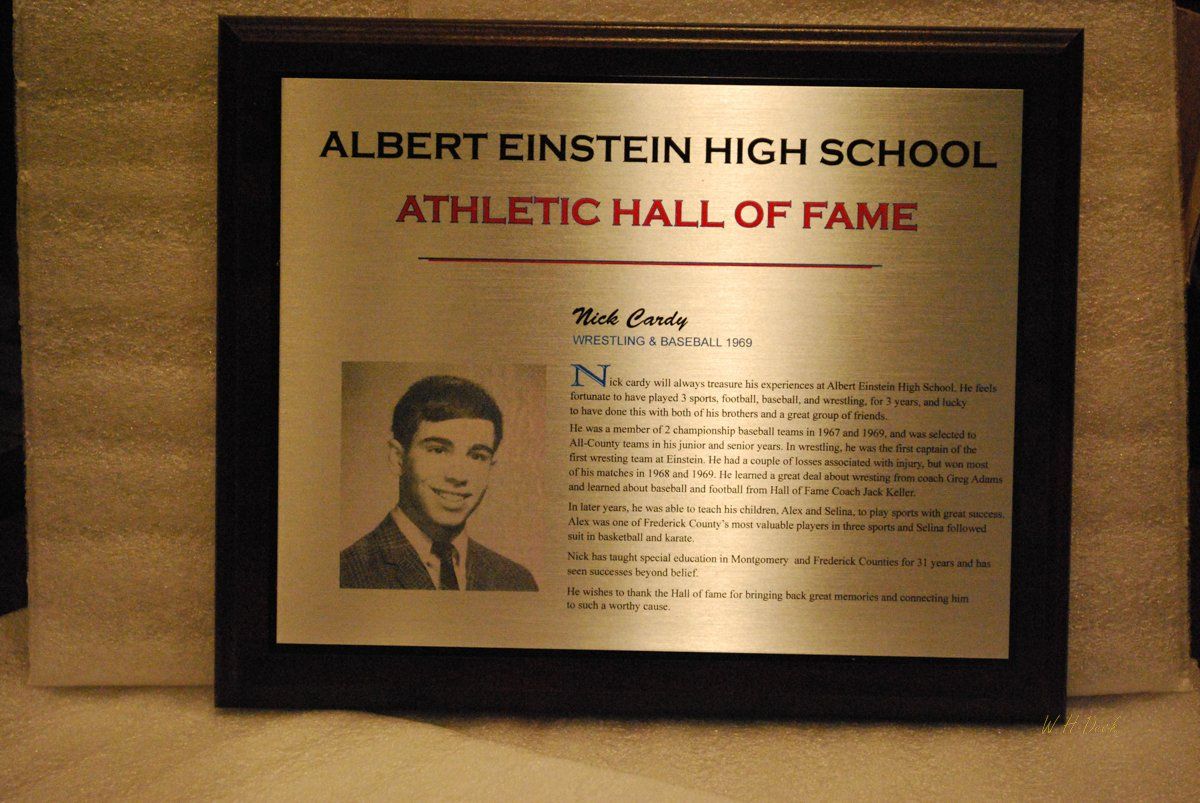 ALBERT EINSTEIN HIGH SCHOOL
ATHLETIC HALL OF FAME
Nick Cardy
WRESTLING & BASEBALL 1969
Nick cardy will always treasure his experiences at Albert Einstein High School. He feels
fortunate to have played 3 sports, football, baseball, and wrestling, for 3 years, and lucky
to have done this with both of his brothers and a great group of friends.
He was a member of 2 championship baseball teams in 1967 and 1969, and was selected to
All-County teams in his junior and senior years. In wrestling, he was the first captain of the
first wresting team at Einstein. He had a couple of losses associated with injury, but won most
of his matches in 1968 and 1969. He learned a great deal about wresting from coach Greg Adams
and learned about baseball and football from Hall of Fame Coach Jack Keller.
In later years, he was able to teach his children, Alex and Selina, to play sports with great success.
Alex was one of Frederick County's most valuable players in three sports and Selina followed
suit in basketball and karate.
Nick has taught special education in Montgomery and Frederick Counties for 31 years and has
seen successes beyond belief.
He wishes to thank the Hall of fame for bringing back great memories and connecting him
to such a worthy cause.
W H